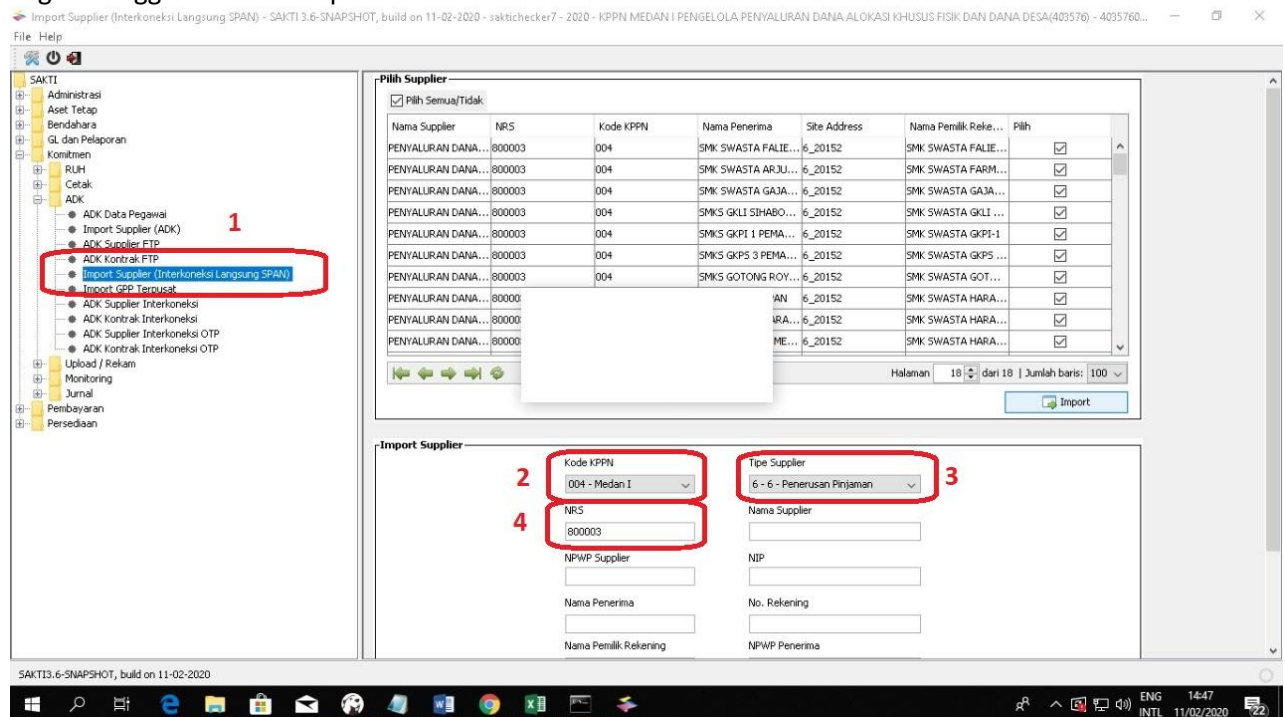 Import Supplier (Interkoneksi Langsung SPAN) - SAKTI 3.6-SNAPSHOT, build on 11-02-2020 - saktichecker7 - 2020 - KPPN MEDAN I PENGELOLA PENYALURAN DANA ALOKASI KHUSUS FISIK DAN DANA DESA(403576) - 4035760...
File Help
SAKTI
Administrasi
Aset Tetap
Bendahara
GL dan Pelaporan
Komitmen
RUH
Cetak
ADK
ADK Data Pegawai
Import Supplier (ADK)
1
ADK Supplier FTP
ADK Kontrak FTP
Import Supplier (Interkoneksi Langsung SPAN)
Import GPP Terpusat
ADK Supplier Interkoneksi
ADK Kontrak Interkoneksi
ADK Supplier Interkoneksi OTP
ADK Kontrak Interkoneksi OTP
Upload / Rekam
Monitoring
Jurnal
Pembayaran
Persediaan
Pilih Supplier
Pilih Semua/Tidak
Nama Supplier NRS Kode KPPN Nama Penerima Site Address Nama Pemilik Reke... Pilih
PENYALURAN DANA... 800003 004 SMK SWASTA FALIE... 6_20152 SMK SWASTA FALIE...
PENYALURAN DANA... 800003 004 SMK SWASTA ARJU... 6_20152 SMK SWASTA FARM...
PENYALURAN DANA... 800003 004 SMK SWASTA GAJA... 6_20152 SMK SWASTA GAJA...
PENYALURAN DANA... 800003 004 SMKS GKLI SIHABO... 6_20152 SMK SWASTA GKLI ...
PENYALURAN DANA... 800003 004 SMKS GKPI 1 PEMA... 6_20152 SMK SWASTA GKPI-1
PENYALURAN DANA... 800003 004 SMKS GKPS 3 PEMA... 6_20152 SMK SWASTA GKPS ...
PENYALURAN DANA... 800003 004 SMKS GOTONG ROY... 6_20152 SMK SWASTA GOT...
PENYALURAN DANA... 80000 AN 6_20152 SMK SWASTA HARA...
PENYALURAN DANA... 80000 ARA... 6_20152 SMK SWASTA HARA...
PENYALURAN DANA... 80000 ME... 6_20152 SMK SWASTA HARA...
Halaman 18 dari 18 | Jumlah baris: 100
Import
Import Supplier
Kode KPPN Tipe Supplier
2 004 - Medan I 6 - 6 - Penerusan Pinjaman 3
NRS Nama Supplier
4 800003
NPWP Supplier NIP
Nama Penerima No. Rekening
Nama Pemilik Rekening NPWP Penerima
SAKTI3.6-SNAPSHOT, build on 11-02-2020
ENG 14:47
INTL 11/02/2020 22